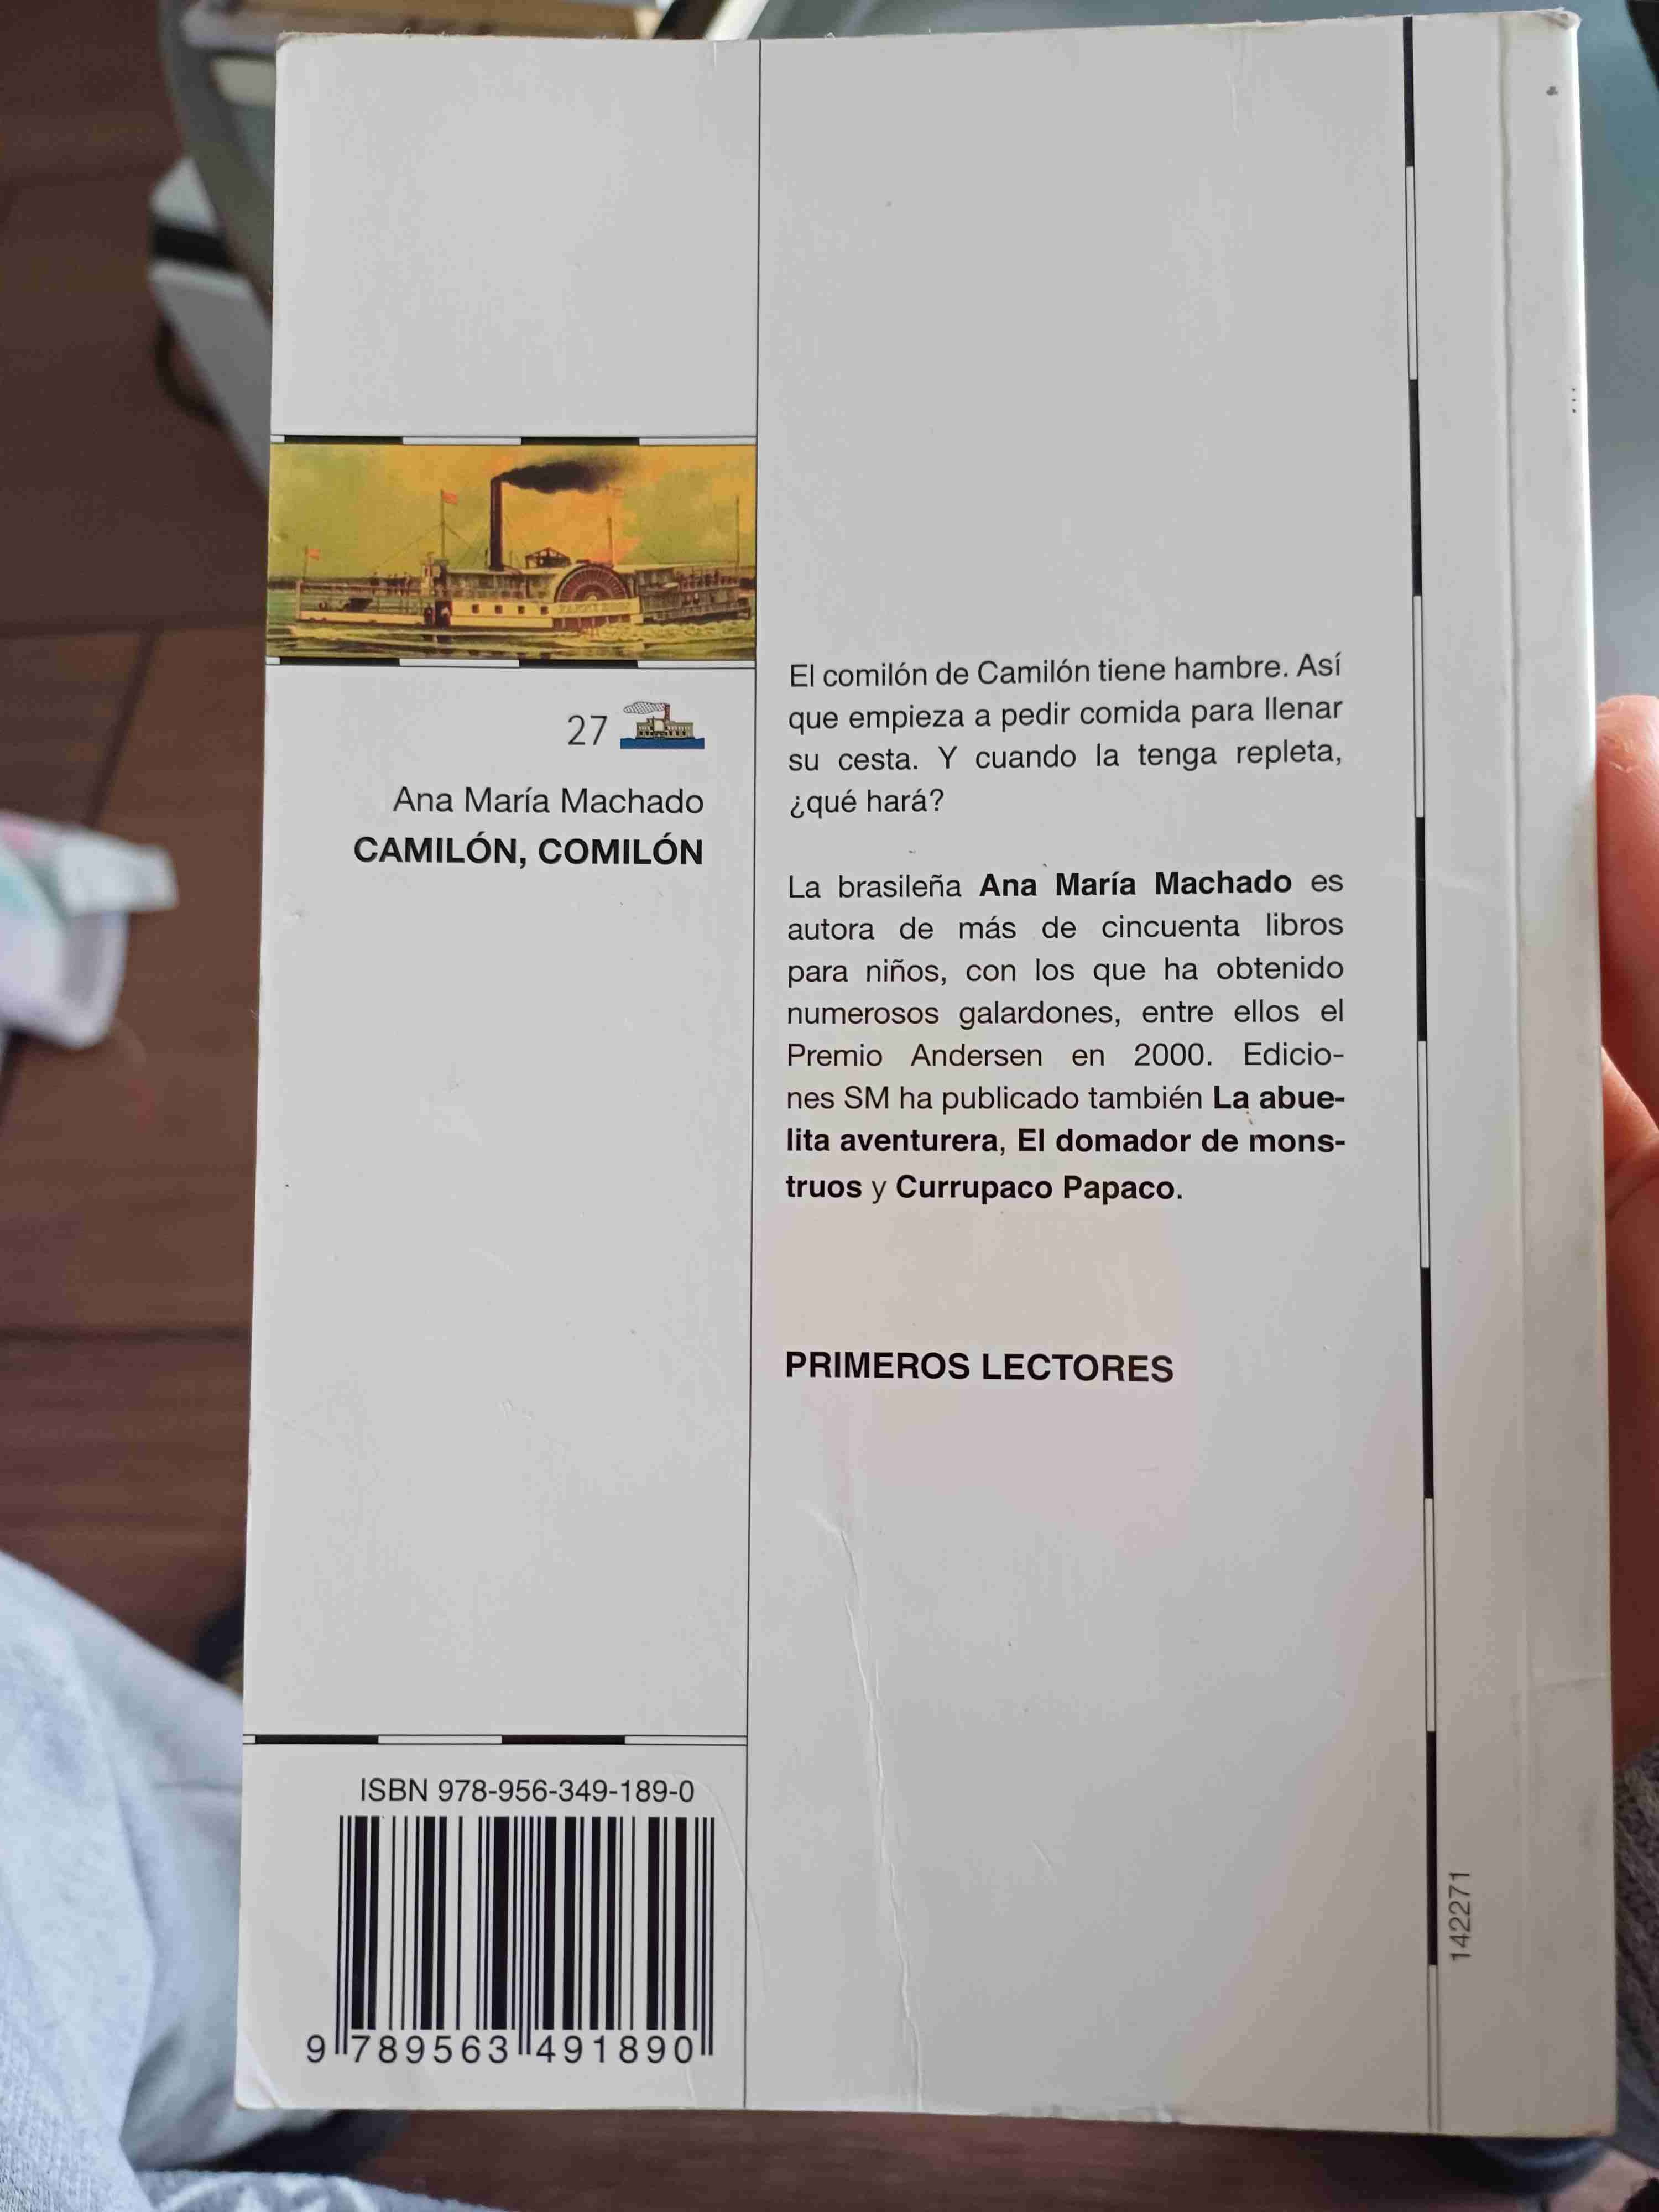 27
Ana María Machado
CAMILÓN, COMILÓN
El comilón de Camilón tiene hambre. Así
que empieza a pedir comida para llenar
su cesta. Y cuando la tenga repleta,
¿qué hará?
La brasileña Ana María Machado es
autora de más de cincuenta libros
para niños, con los que ha obtenido
numerosos galardones, entre ellos el
Premio Andersen en 2000. Edicio-
nes SM ha publicado también La abue-
lita aventurera, El domador de mons-
truos y Currupaco Papaco.
PRIMEROS LECTORES
ISBN 978-956-349-189-0
9 789563 491890
142271